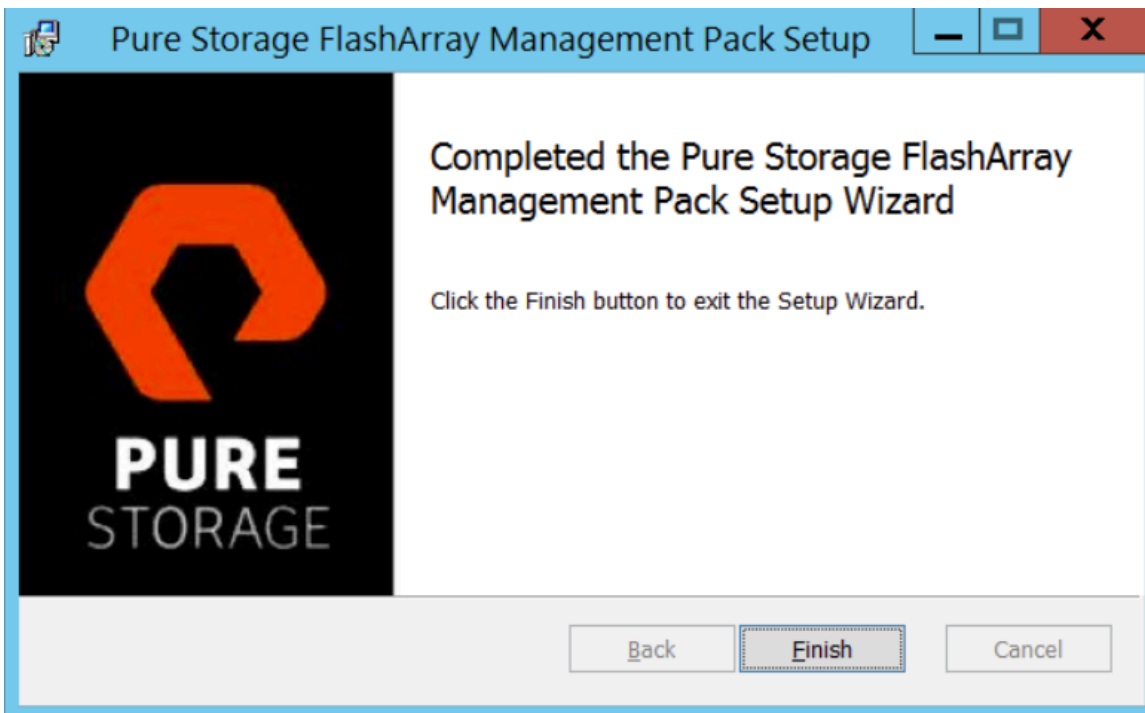 Pure Storage FlashArray Management Pack Setup
Completed the Pure Storage FlashArray
Management Pack Setup Wizard
Click the Finish button to exit the Setup Wizard.
PURE
STORAGE
Back
Finish
Cancel